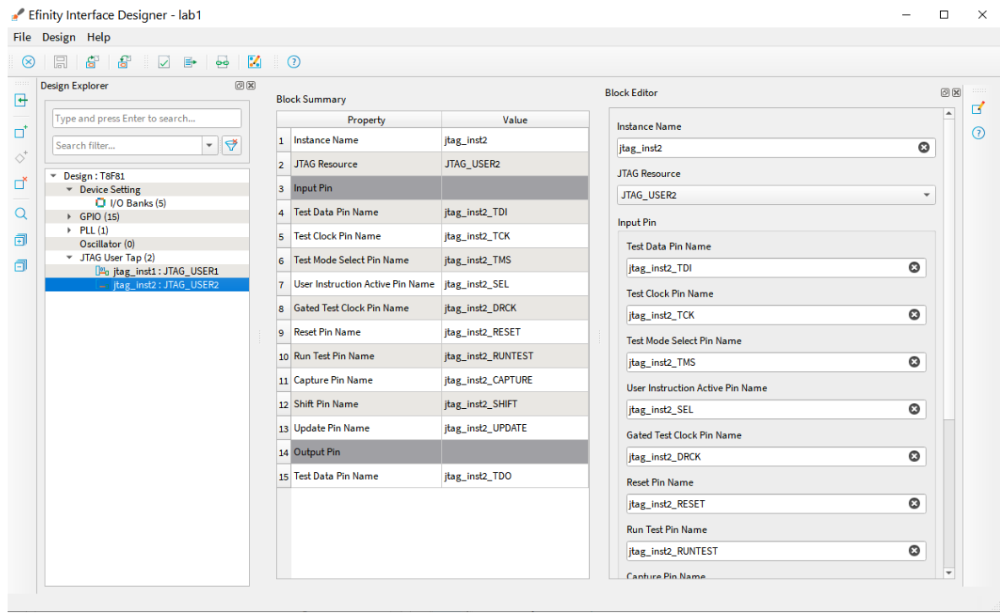 Efinity Interface Designer - lab1
File Design Help
Design Explorer
Type and press Enter to search...
Search filter...
Design : T8F81
Device Setting
I/O Banks (5)
GPIO (15)
PLL (1)
Oscillator (0)
JTAG User Tap (2)
jtag_inst1 : JTAG_USER1
jtag_inst2 : JTAG_USER2
Block Summary
Property Value
1 Instance Name jtag_inst2
2 JTAG Resource JTAG_USER2
3 Input Pin
4 Test Data Pin Name jtag_inst2_TDI
5 Test Clock Pin Name jtag_inst2_TCK
6 Test Mode Select Pin Name jtag_inst2_TMS
7 User Instruction Active Pin Name jtag_inst2_SEL
8 Gated Test Clock Pin Name jtag_inst2_DRCK
9 Reset Pin Name jtag_inst2_RESET
10 Run Test Pin Name jtag_inst2_RUNTEST
11 Capture Pin Name jtag_inst2_CAPTURE
12 Shift Pin Name jtag_inst2_SHIFT
13 Update Pin Name jtag_inst2_UPDATE
14 Output Pin
15 Test Data Pin Name jtag_inst2_TDO
Block Editor
Instance Name
jtag_inst2
JTAG Resource
JTAG_USER2
Input Pin
Test Data Pin Name
jtag_inst2_TDI
Test Clock Pin Name
jtag_inst2_TCK
Test Mode Select Pin Name
jtag_inst2_TMS
User Instruction Active Pin Name
jtag_inst2_SEL
Gated Test Clock Pin Name
jtag_inst2_DRCK
Reset Pin Name
jtag_inst2_RESET
Run Test Pin Name
jtag_inst2_RUNTEST
Capture Pin Name